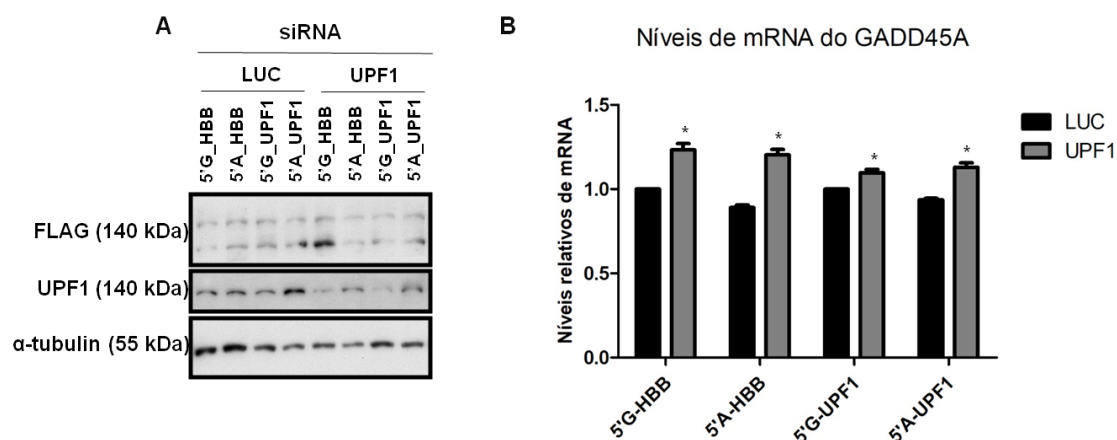 A
siRNA
LUC UPF1
5'G_HBB
5'A_HBB
5'G_UPF1
5'A_UPF1
5'G_HBB
5'A_HBB
5'G_UPF1
5'A_UPF1
FLAG (140 kDa)
UPF1 (140 kDa)
α-tubulin (55 kDa)
B
Níveis de mRNA do GADD45A
Níveis relativos de mRNA
1.5
1.0
0.5
0.0
* * * *
5'G-HBB
5'A-HBB
5'G-UPF1
5'A-UPF1
LUC
UPF1